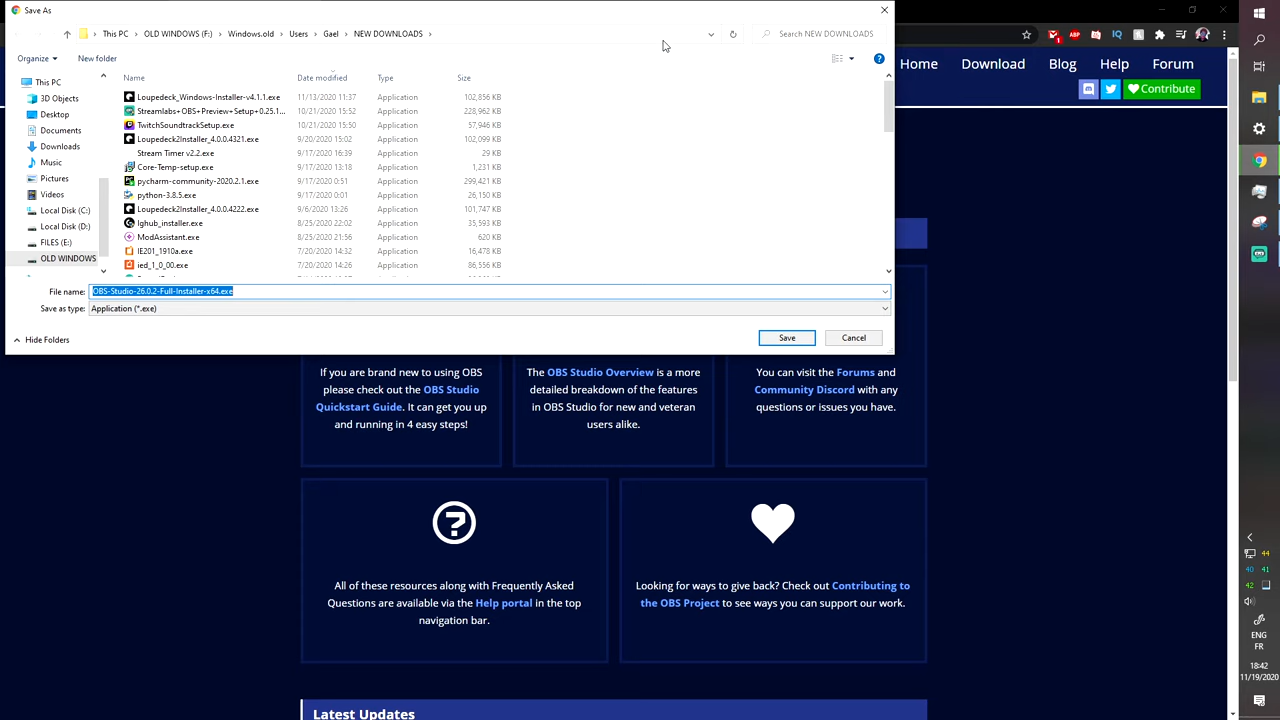 Save As
This PC > OLD WINDOWS (F:) > Windows.old > Users > Gael > NEW DOWNLOADS >
Search NEW DOWNLOADS
Organize
New folder
This PC
3D Objects
Desktop
Documents
Downloads
Music
Pictures
Videos
Local Disk (C:)
Local Disk (D:)
FILES (E:)
OLD WINDOWS
Name Date modified Type Size
Loupedeck_Windows-Installer-v4.1.1.exe 11/13/2020 11:37 Application 102,856 KB
Streamlabs+OBS+Preview+Setup+0.25.1... 10/21/2020 15:52 Application 228,962 KB
TwitchSoundtrackSetup.exe 10/21/2020 15:50 Application 57,946 KB
Loupedeck2Installer_4.0.0.4321.exe 9/20/2020 15:02 Application 102,099 KB
Stream Timer v2.2.exe 9/17/2020 16:39 Application 29 KB
Core-Temp-setup.exe 9/17/2020 13:18 Application 1,231 KB
pycharm-community-2020.2.1.exe 9/17/2020 0:51 Application 299,421 KB
python-3.8.5.exe 9/17/2020 0:01 Application 26,150 KB
Loupedeck2Installer_4.0.0.4222.exe 9/6/2020 13:26 Application 101,747 KB
lghub_installer.exe 8/25/2020 22:02 Application 35,593 KB
ModAssistant.exe 8/25/2020 21:56 Application 620 KB
IE201_1910a.exe 7/20/2020 14:32 Application 16,478 KB
ied_1_0_00.exe 7/20/2020 14:26 Application 86,556 KB
File name: OBS-Studio-26.0.2-Full-Installer-x64.exe
Save as type: Application (*.exe)
Hide Folders
Save
Cancel
Home
Download
Blog
Help
Forum
Contribute
If you are brand new to using OBS
please check out the OBS Studio
Quickstart Guide. It can get you up
and running in 4 easy steps!
The OBS Studio Overview is a more
detailed breakdown of the features
in OBS Studio for new and veteran
users alike.
You can visit the Forums and
Community Discord with any
questions or issues you have.
?
All of these resources along with Frequently Asked
Questions are available via the Help portal in the top
navigation bar.
Looking for ways to give back? Check out Contributing to
the OBS Project to see ways you can support our work.
Latest Updates
44
40 41
42
ENG
FR
18:42
11/19/2020